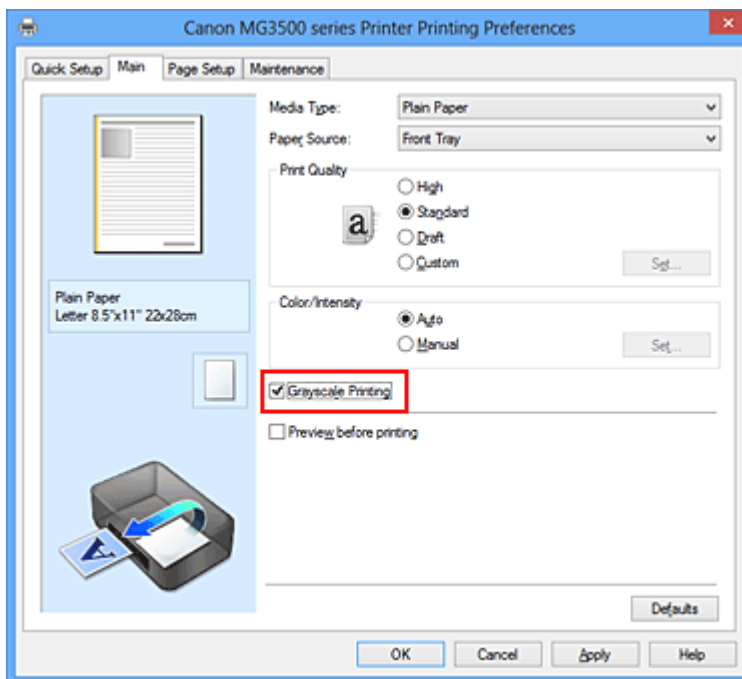 Canon MG3500 series Printer Printing Preferences
Quick Setup Main Page Setup Maintenance
Media Type: Plain Paper
Paper Source: Front Tray
Print Quality
High
a Standard
Draft
Custom Set...
Plain Paper
Letter 8.5"x11" 22x28cm
Color/Intensity
Auto
Manual Set...
Grayscale Printing
Preview before printing
A
Defaults
OK Cancel Apply Help